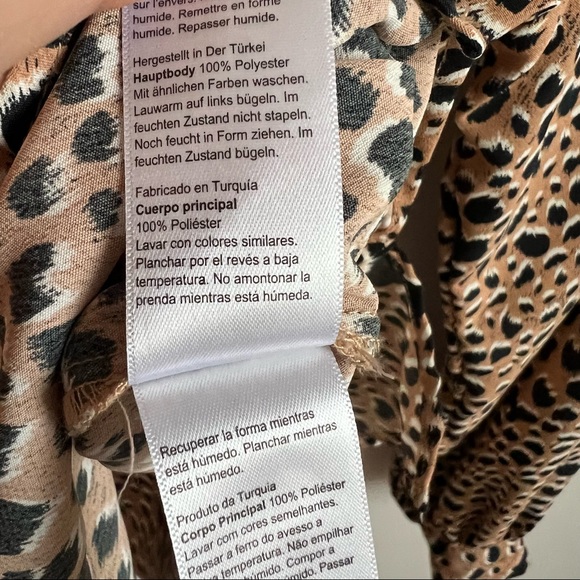 sur l'envers.
humide. Remettre en forme
humide. Repasser humide.
Hergestellt in Der Türkei
Hauptbody 100% Polyester
Mit ähnlichen Farben waschen.
Lauwarm auf links bügeln. Im
feuchten Zustand nicht stapeln.
Noch feucht in Form ziehen. Im
feuchten Zustand bügeln.
Fabricado en Turquía
Cuerpo principal
100% Poliéster
Lavar con colores similares.
Planchar por el revés a baja
temperatura. No amontonar la
prenda mientras está húmeda.
Recuperar la forma mientras
está húmedo. Planchar mientras
está húmedo.
Produto da Turquia
Corpo Principal 100% Poliéster
Lavar com cores semelhantes.
Passar a ferro do avesso a
temperatura. Não empilhar
húmido. Compor a
húmido. Passar